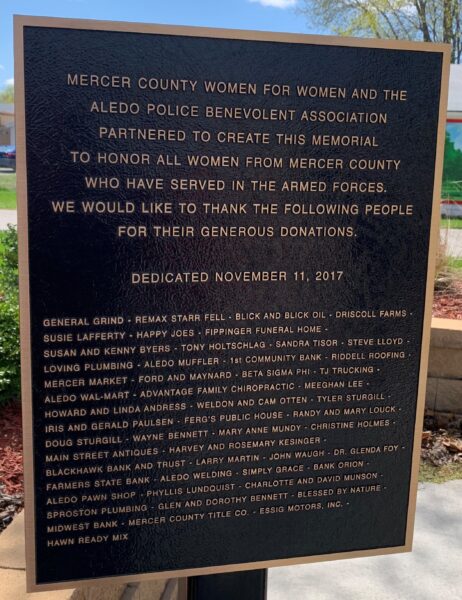 MERCER COUNTY WOMEN FOR WOMEN AND THE
ALEDO POLICE BENEVOLENT ASSOCIATION
PARTNERED TO CREATE THIS MEMORIAL
TO HONOR ALL WOMEN FROM MERCER COUNTY
WHO HAVE SERVED IN THE ARMED FORCES.
WE WOULD LIKE TO THANK THE FOLLOWING PEOPLE
FOR THEIR GENEROUS DONATIONS.
DEDICATED NOVEMBER 11, 2017
GENERAL GRIND - REMAX STARR FELL - BLICK AND BLICK OIL - DRISCOLL FARMS -
SUSIE LAFFERTY - HAPPY JOES - FIPPINGER FUNERAL HOME -
SUSAN AND KENNY BYERS - TONY HOLTSCHLAG - SANDRA TISOR - STEVE LLOYD -
LOVING PLUMBING - ALEDO MUFFLER - 1st COMMUNITY BANK - RIDDELL ROOFING -
MERCER MARKET - FORD AND MAYNARD - BETA SIGMA PHI - TJ TRUCKING -
ALEDO WAL-MART - ADVANTAGE FAMILY CHIROPRACTIC - MEEGHAN LEE -
HOWARD AND LINDA ANDRESS - WELDON AND CAM OTTEN - TYLER STURGILL -
IRIS AND GERALD PAULSEN - FERG'S PUBLIC HOUSE - RANDY AND MARY LOUCK -
DOUG STURGILL - WAYNE BENNETT - MARY ANNE MUNDY - CHRISTINE HOLMES -
MAIN STREET ANTIQUES - HARVEY AND ROSEMARY KESINGER -
BLACKHAWK BANK AND TRUST - LARRY MARTIN - JOHN WAUGH - DR. GLENDA FOY -
FARMERS STATE BANK - ALEDO WELDING - SIMPLY GRACE - BANK ORION -
ALEDO PAWN SHOP - PHYLLIS LUNDQUIST - CHARLOTTE AND DAVID MUNSON -
SPROSTON PLUMBING - GLEN AND DOROTHY BENNETT - BLESSED BY NATURE -
MIDWEST BANK - MERCER COUNTY TITLE CO. - ESSIG MOTORS, INC. -
HAWN READY MIX